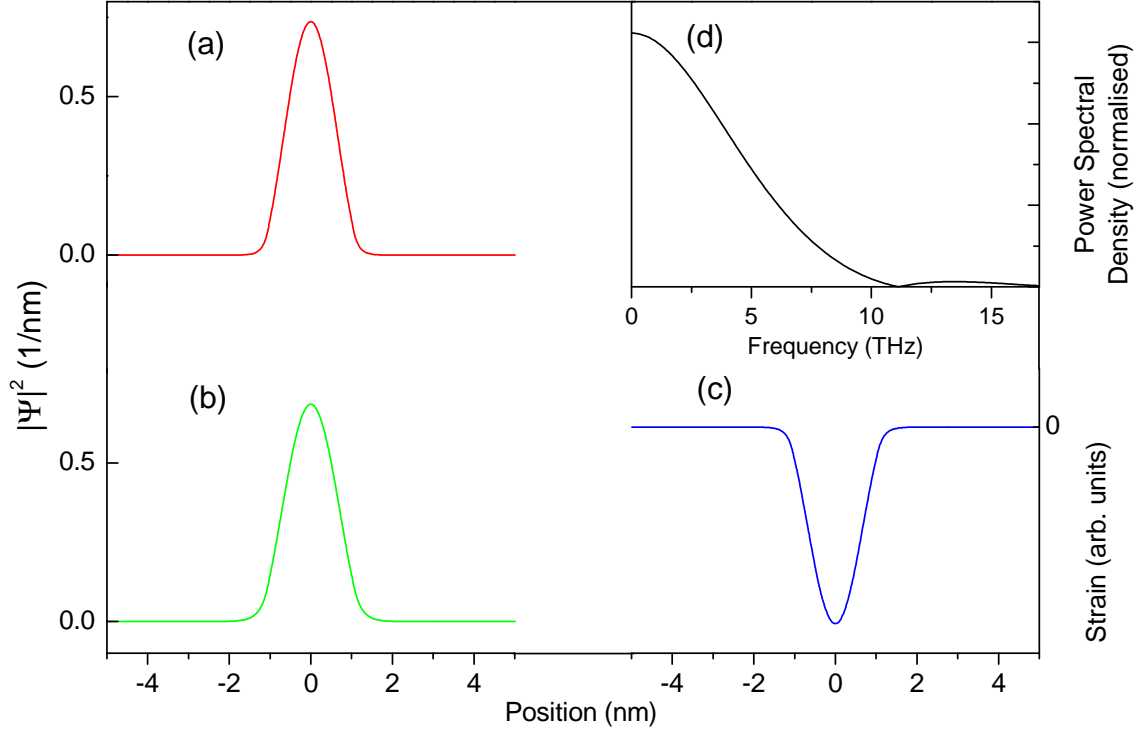 (a)
0.5
0.0
|Ψ|² (1/nm)
(d)
Power Spectral
Density (normalised)
0 5 10 15
Frequency (THz)
(b)
0.5
0.0
-4 -2 0 2 4
(c)
0
Strain (arb. units)
-4 -2 0 2 4
Position (nm)